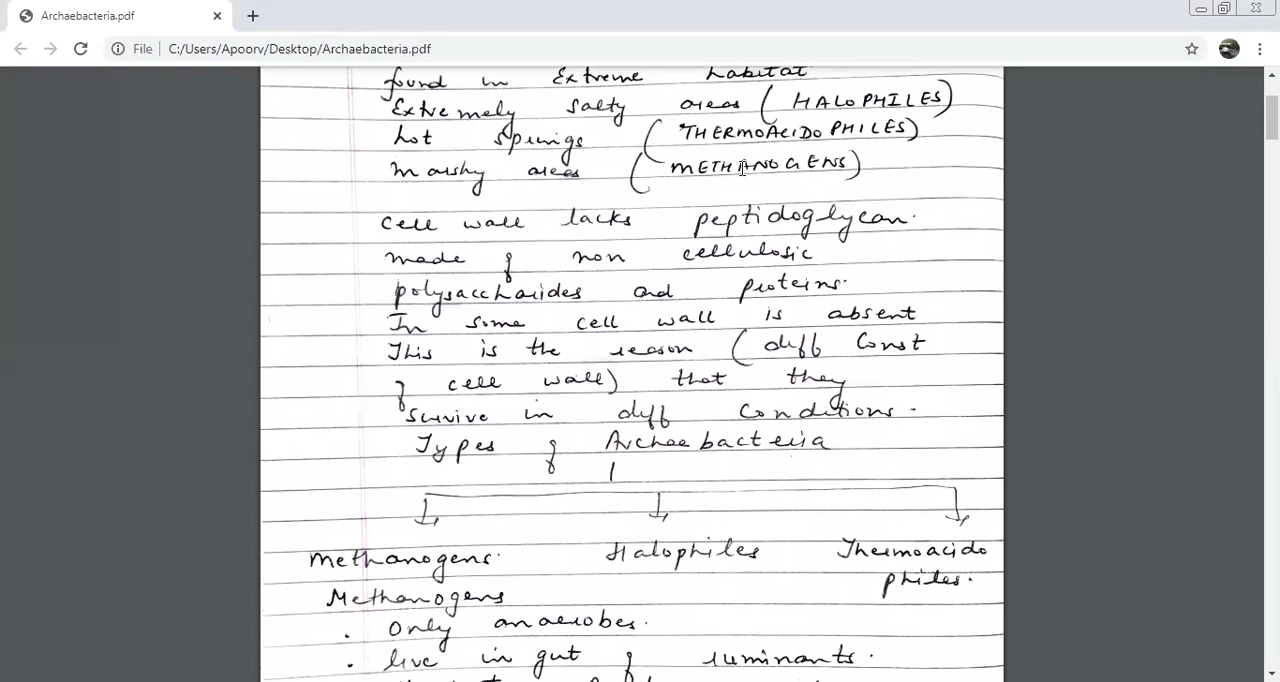 Archaebacteria.pdf
File C:/Users/Apoorv/Desktop/Archaebacteria.pdf
found in Extreme habitat
Extremely salty areas (HALOPHILES)
hot springs (THERMOACIDOPHILES)
marshy areas (METHANOGENS)
cell wall lacks peptidoglycan.
made of non cellulosic
polysaccharides and proteins.
In some cell wall is absent
This is the reason (diff const
of cell wall) that they
survive in diff conditions.
Types of Archaebacteria
Methanogens. Halophiles Thermoacido
philes.
Methanogens
. Only anaerobes.
. live in gut of ruminants.